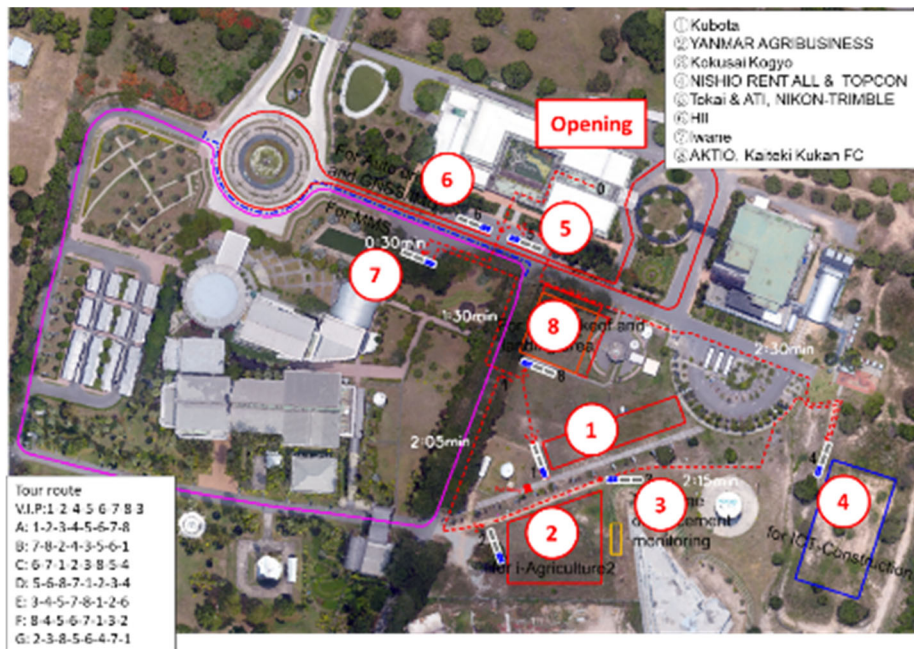 ①Kubota
②YANMAR AGRIBUSINESS
③Kokusai Kogyo
④NISHIO RENT ALL & TOPCON
⑤Tokai & ATI, NIKON-TRIMBLE
⑥HII
⑦Iwane
⑧AKTIO, Kaiteki Kukan FC
Opening
6
and GNSS
For MMS
5
0:30min
7
1:30min
8
2:30min
1
2:05min
2:15min
3
4
monitoring
2
for i-Agriculture2
for ICT-Construction
Tour route
V.I.P:1 2 4 5 6 7 8 3
A: 1-2-3-4-5-6-7-8
B: 7-8-2-4-3-5-6-1
C: 6-7-1-2-3-8-5-4
D: 5-6-8-7-1-2-3-4
E: 3-4-5-7-8-1-2-6
F: 8-4-5-6-7-1-3-2
G: 2-3-8-5-6-4-7-1